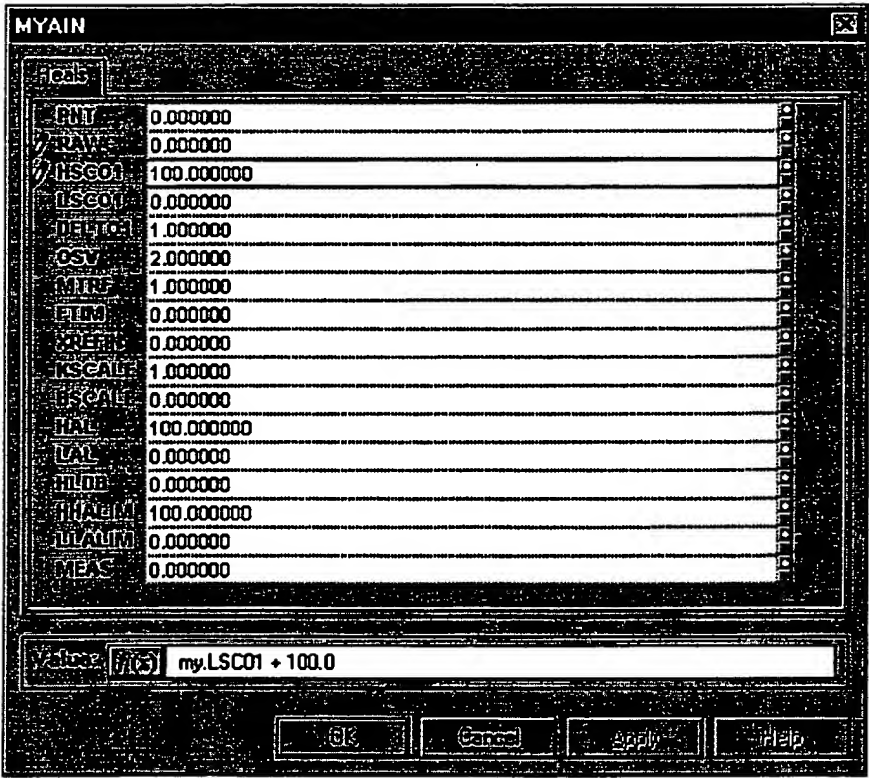 MYAIN
Reals
PNT 0.000000
RAWC 0.000000
HSCO1 100.000000
LSCO1 0.000000
DELTO1 1.000000
OSV 2.000000
MTRF 1.000000
FTIM 0.000000
0.000000
KSCALE 1.000000
BSCALE 0.000000
HAL 100.000000
LAL 0.000000
HLDB 0.000000
HHALIM 100.000000
LLALIM 0.000000
MEAS 0.000000
Value: f(x) my.LSC01 + 100.0
OK Cancel Apply Help